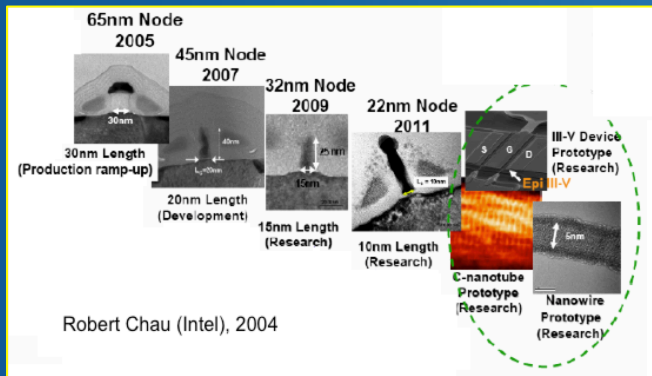 65nm Node
2005
30nm
30nm Length
(Production ramp-up)
45nm Node
2007
20nm Length
(Development)
32nm Node
2009
25 nm
15nm
15nm Length
(Research)
22nm Node
2011
10nm Length
(Research)
S G D
III-V Device
Prototype
(Research)
Epi III-V
C-nanotube
Prototype
(Research)
5nm
Nanowire
Prototype
(Research)
Robert Chau (Intel), 2004